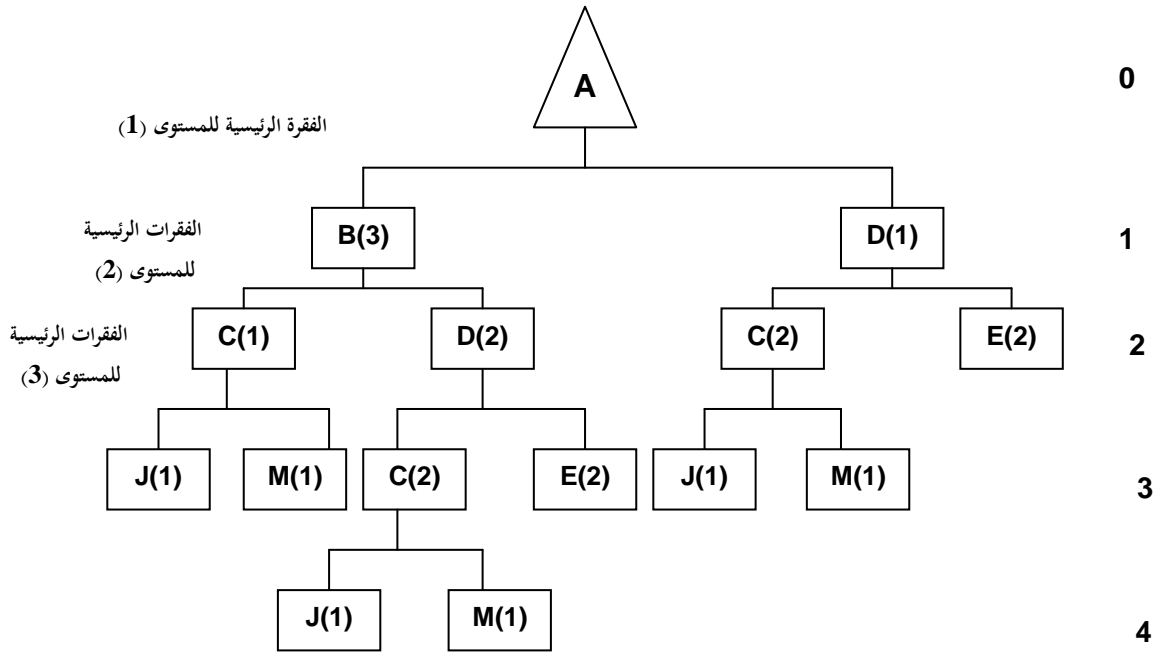 A
0
الفقرة الرئيسية للمستوى (1)
B(3)
D(1)
1
الفقرات الرئيسية
للمستوى (2)
C(1)
D(2)
C(2)
E(2)
2
الفقرات الرئيسية
للمستوى (3)
J(1)
M(1)
C(2)
E(2)
J(1)
M(1)
3
J(1)
M(1)
4